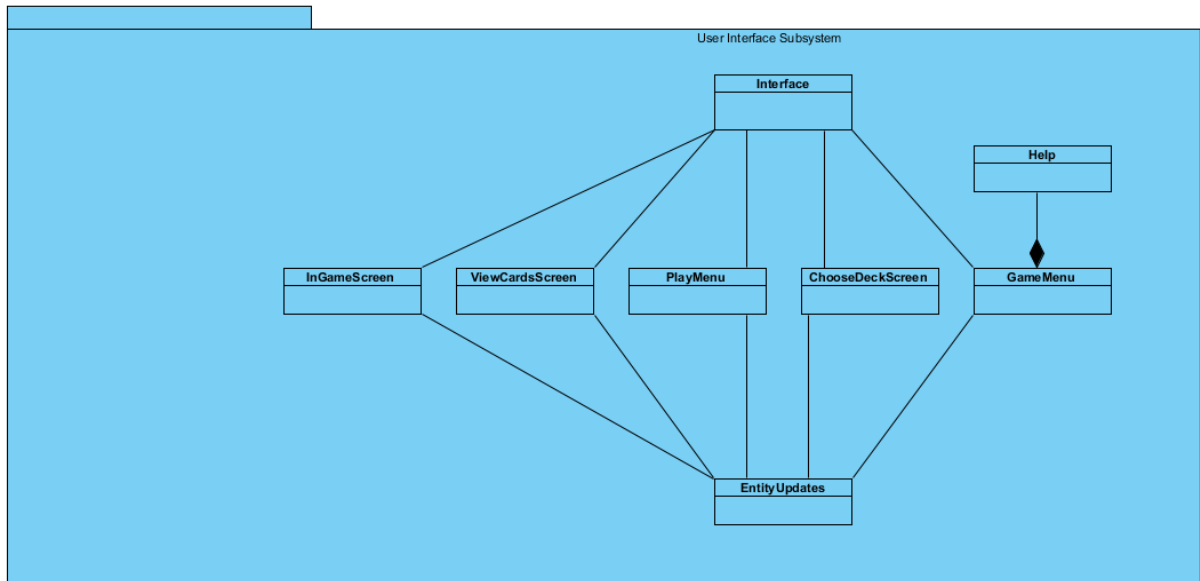 User Interface Subsystem
Interface
Help
InGameScreen
ViewCardsScreen
PlayMenu
ChooseDeckScreen
GameMenu
EntityUpdates